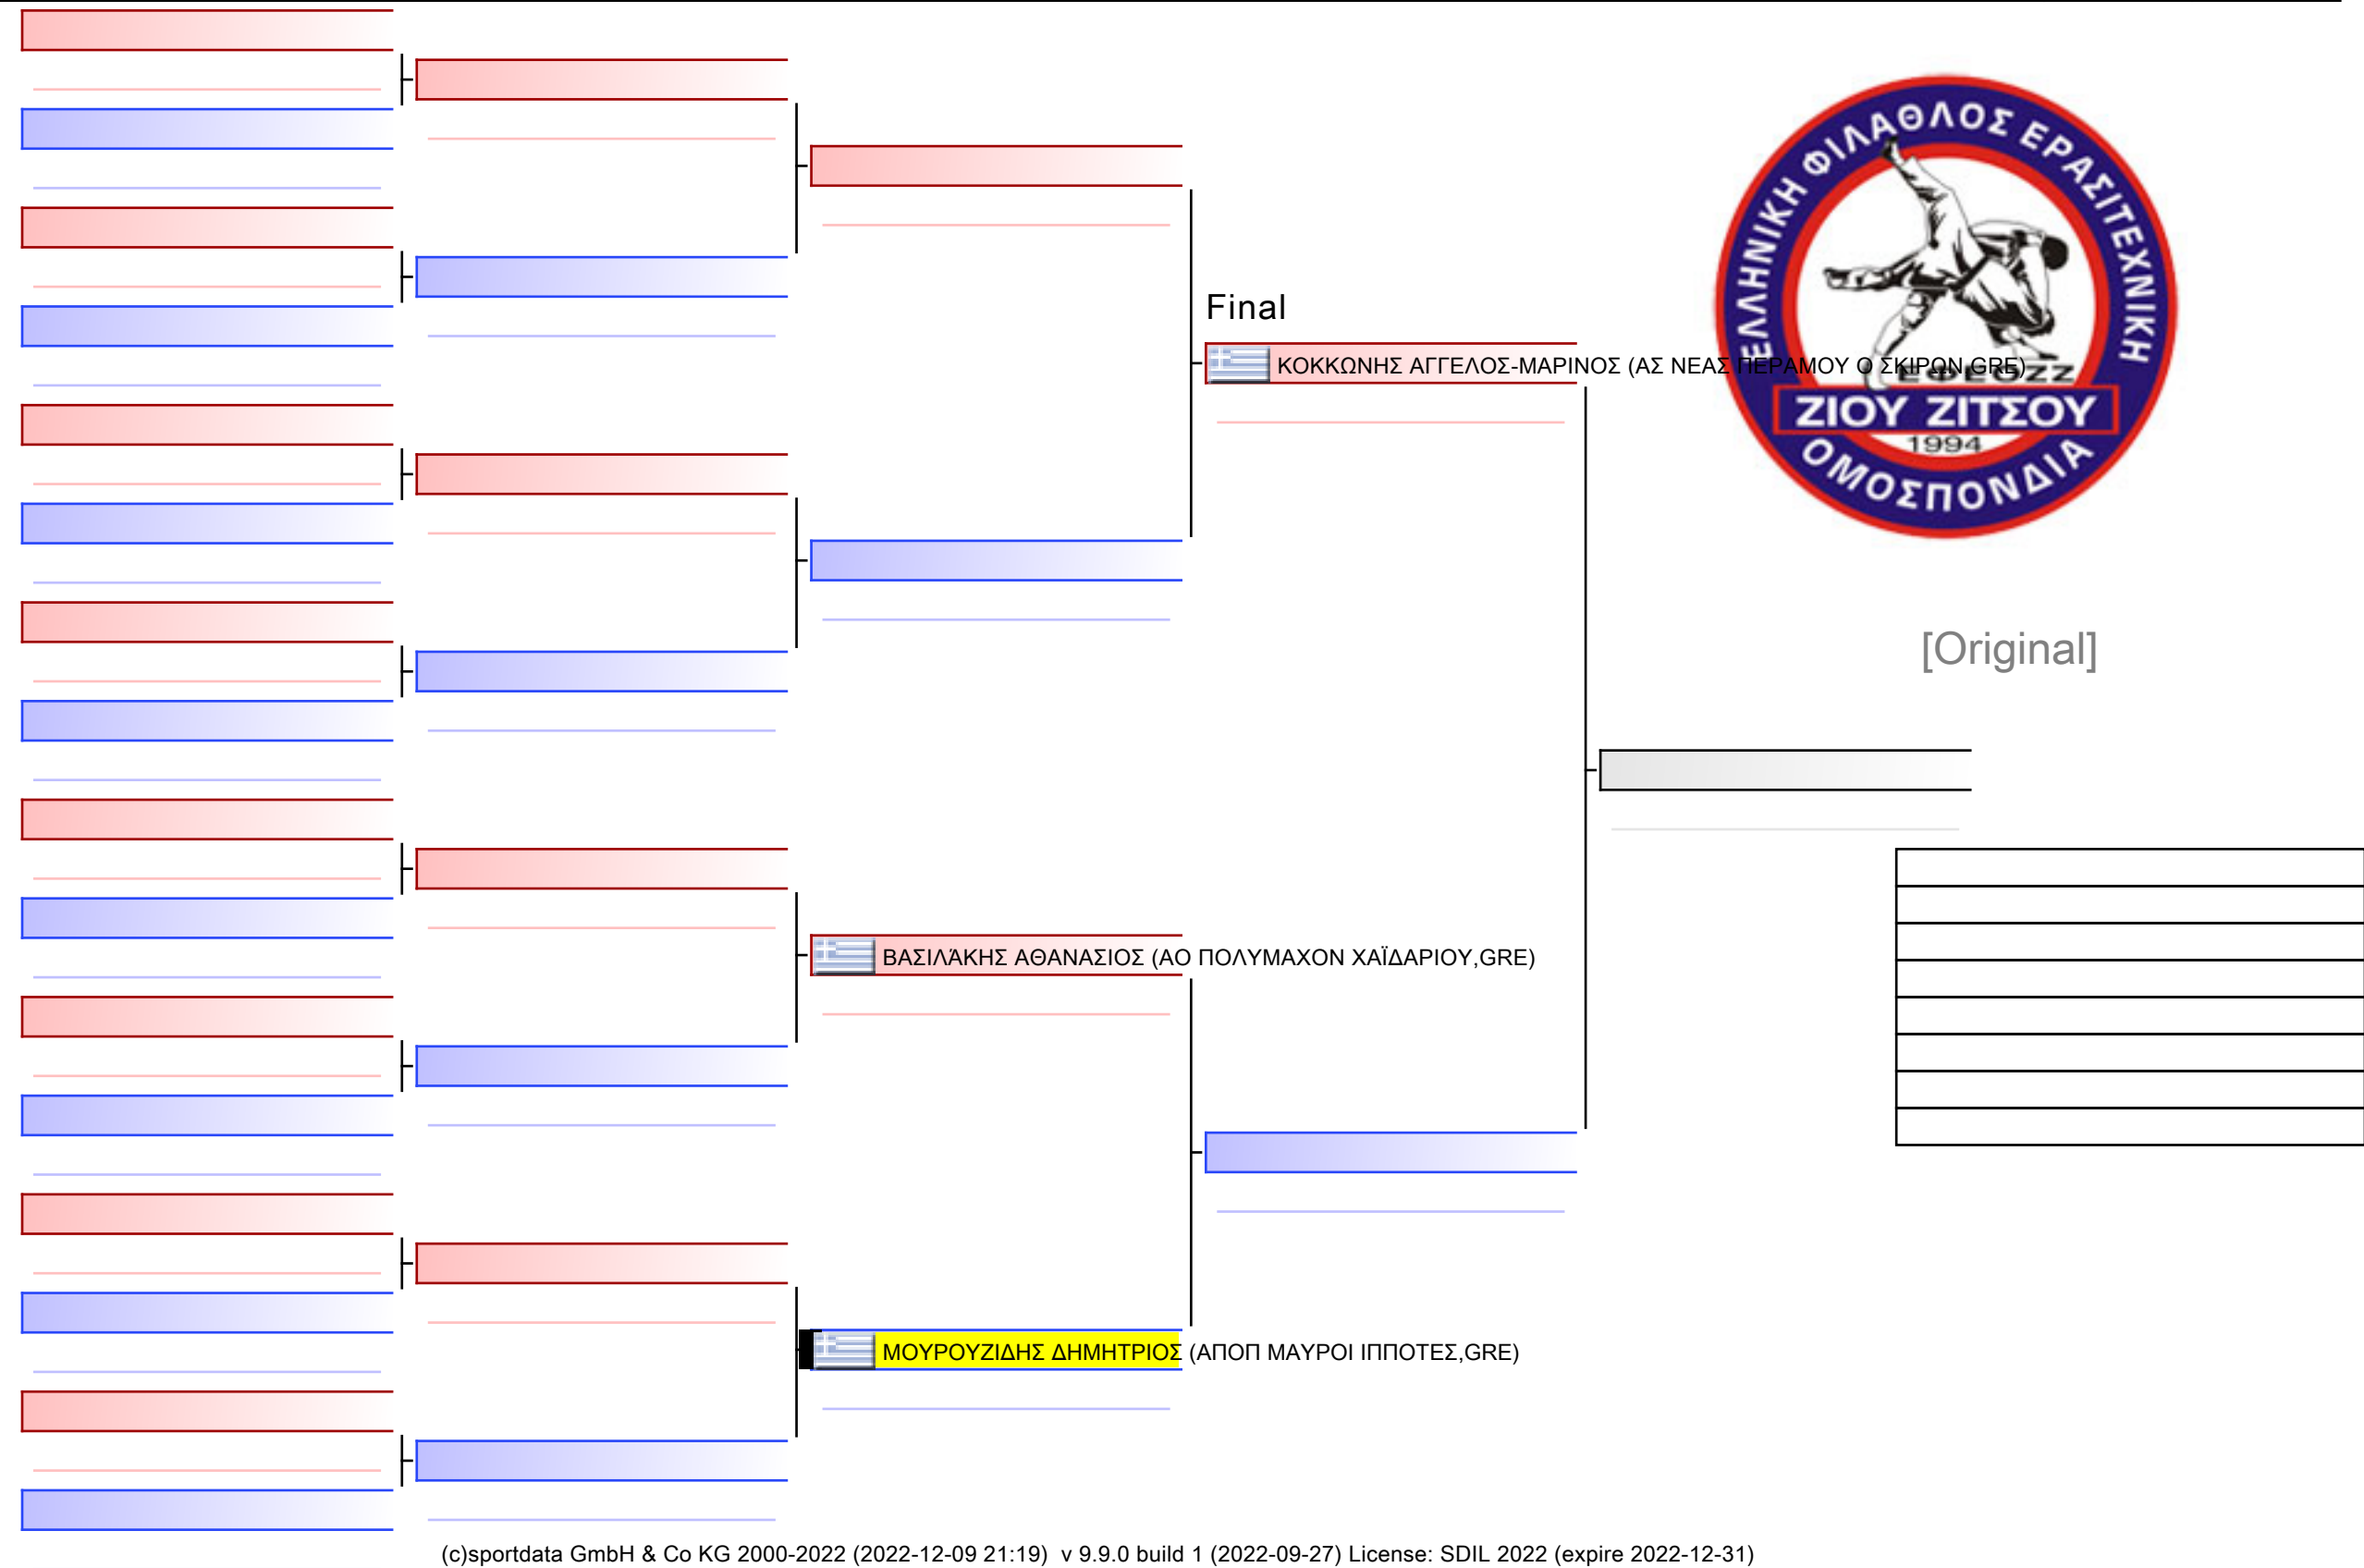 ΕΛΛΗΝΙΚΗ ΦΙΛΑΘΛΟΣ ΕΡΑΣΙΤΕΧΝΙΚΗ
Final
ΚΟΚΚΩΝΗΣ ΑΓΓΕΛΟΣ-ΜΑΡΙΝΟΣ (ΑΣ ΝΕΑΣ ΠΕΡΑΜΟΥ Ο ΣΚΙΡΩΝ,GRE)
ΕΦΕΟΖΖ
ΖΙΟΥ ΖΙΤΣΟΥ
1994
ΟΜΟΣΠΟΝΔΙΑ
[Original]
ΒΑΣΙΛΆΚΗΣ ΑΘΑΝΑΣΙΟΣ (ΑΟ ΠΟΛΥΜΑΧΟΝ ΧΑΪΔΑΡΙΟΥ,GRE)
ΜΟΥΡΟΥΖΙΔΗΣ ΔΗΜΗΤΡΙΟΣ (ΑΠΟΠ ΜΑΥΡΟΙ ΙΠΠΟΤΕΣ,GRE)
(c)sportdata GmbH & Co KG 2000-2022 (2022-12-09 21:19) v 9.9.0 build 1 (2022-09-27) License: SDIL 2022 (expire 2022-12-31)